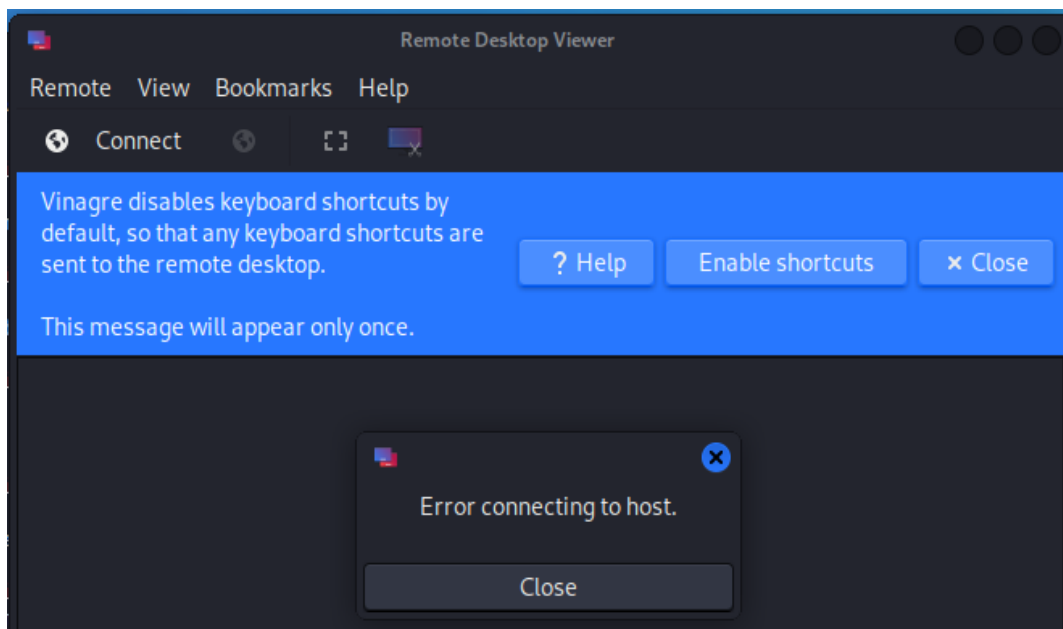 Remote Desktop Viewer
Remote View Bookmarks Help
Connect
Vinagre disables keyboard shortcuts by
default, so that any keyboard shortcuts are
sent to the remote desktop.
? Help Enable shortcuts × Close
This message will appear only once.
Error connecting to host.
Close